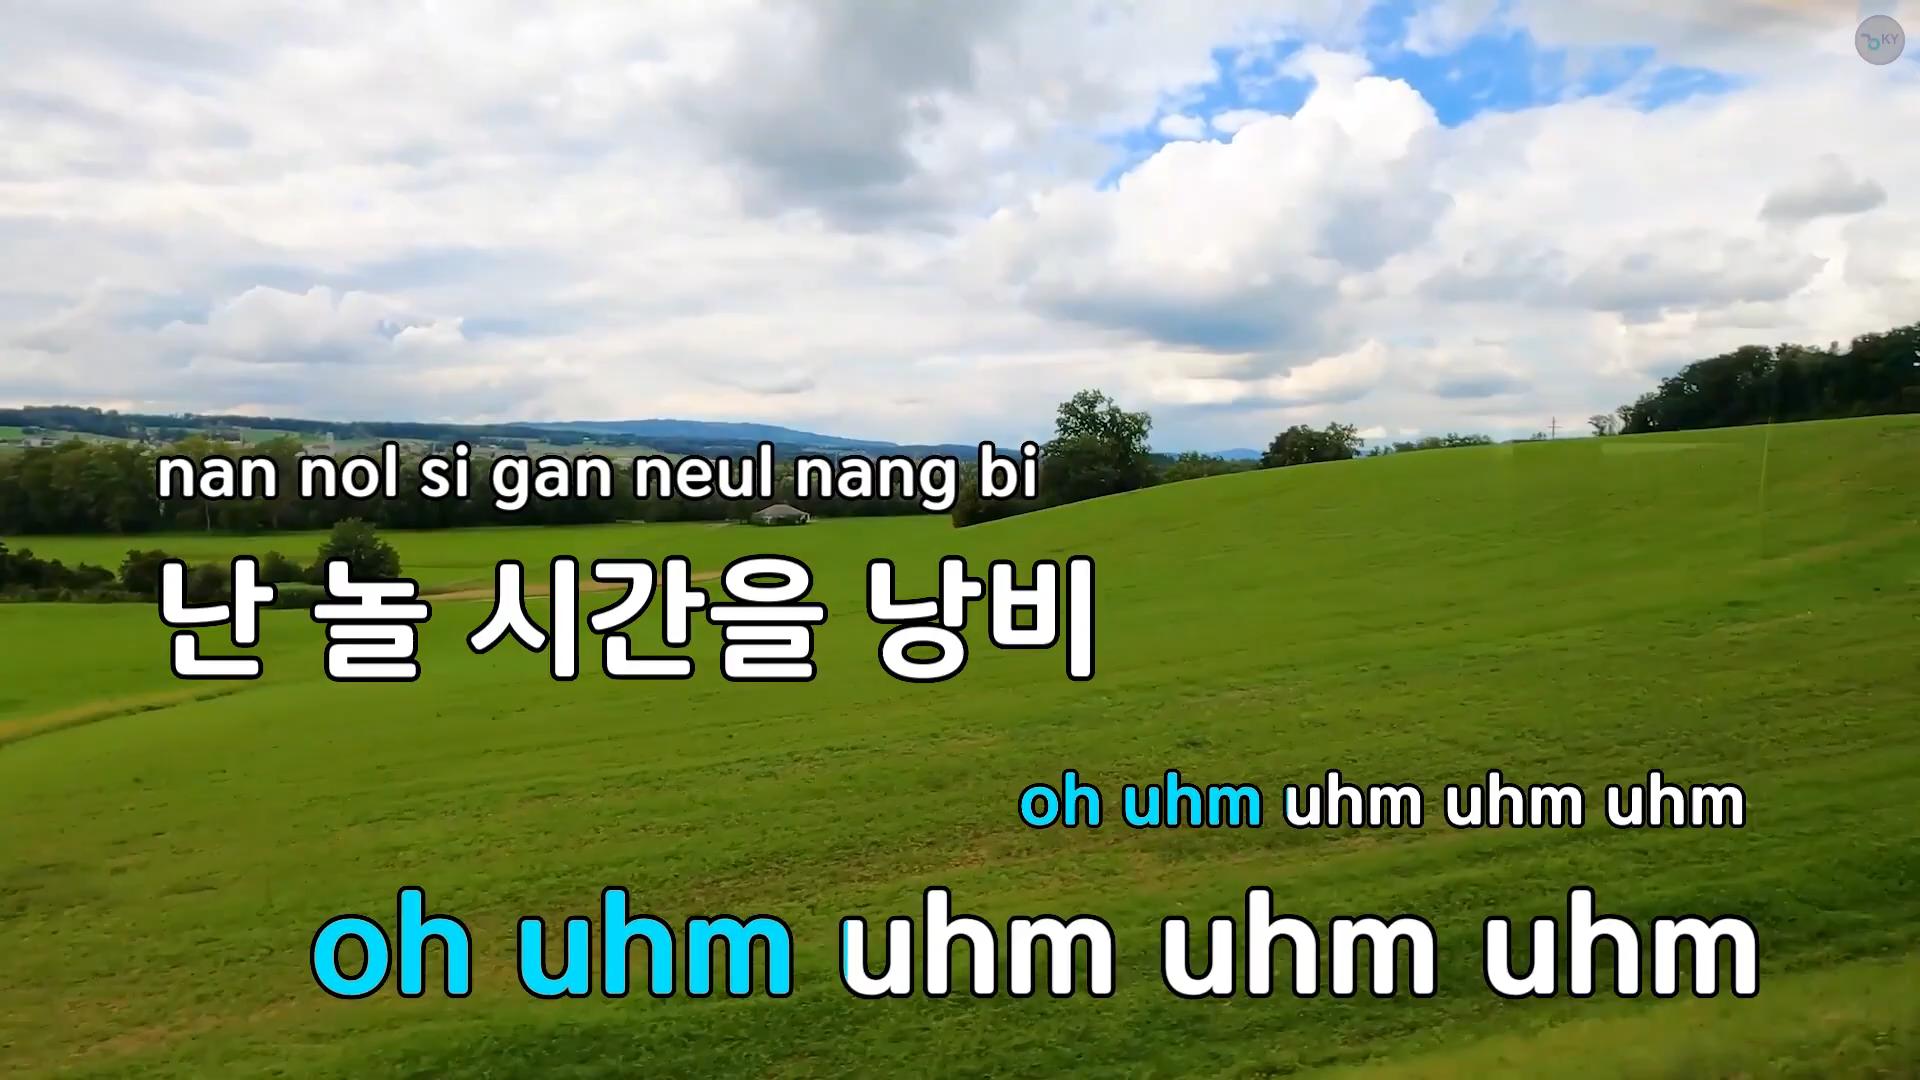 KY
nan nol si gan neul nang bi
난 놀 시간을 낭비
oh uhm uhm uhm uhm
oh uhm uhm uhm uhm